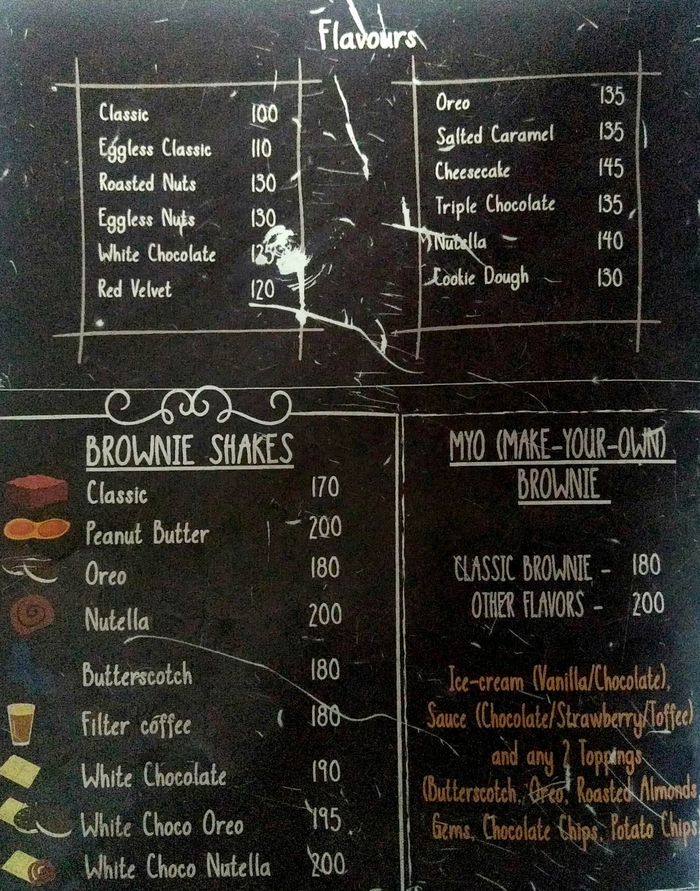 Flavours
Classic 100
Eggless Classic 110
Roasted Nuts 130
Eggless Nuts 130
White Chocolate 125
Red Velvet 120
Oreo 135
Salted Caramel 135
Cheesecake 145
Triple Chocolate 135
Nutella 140
Cookie Dough 130
BROWNIE SHAKES
Classic 170
Peanut Butter 200
Oreo 180
Nutella 200
Butterscotch 180
Filter coffee 180
White Chocolate 190
White Choco Oreo 195
White Choco Nutella 200
MYO (MAKE-YOUR-OWN)
BROWNIE
CLASSIC BROWNIE - 180
OTHER FLAVORS - 200
Ice-cream (Vanilla/Chocolate),
Sauce (Chocolate/Strawberry/Toffee)
and any 2 Toppings
(Butterscotch, Oreo, Roasted Almonds,
Gems, Chocolate Chips, Potato Chips